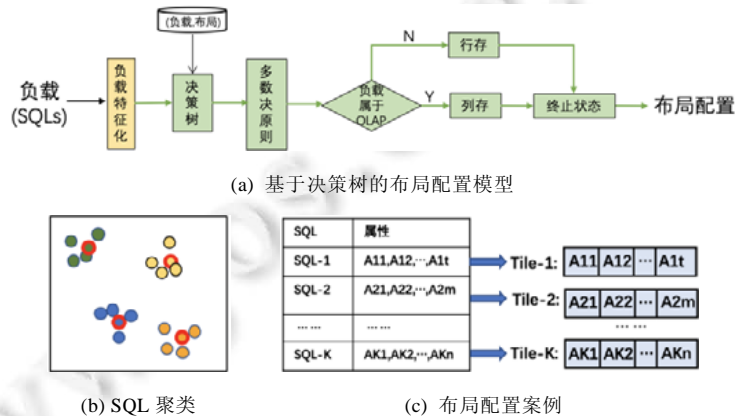 (负载,布局)
负载
(SQLs)
负载特征化
决策树
多数决原则
负载
属于
OLAP
N
Y
行存
列存
终止状态
布局配置
(a) 基于决策树的布局配置模型
SQL 属性
SQL-1 A11,A12,···,A1t Tile-1: A11 A12 ··· A1t
SQL-2 A21,A22,···,A2m Tile-2: A21 A22 ··· A2m
…… …… ……
SQL-K AK1,AK2,···,AKn Tile-K: AK1 AK2 ··· AKn
(b) SQL 聚类
(c) 布局配置案例